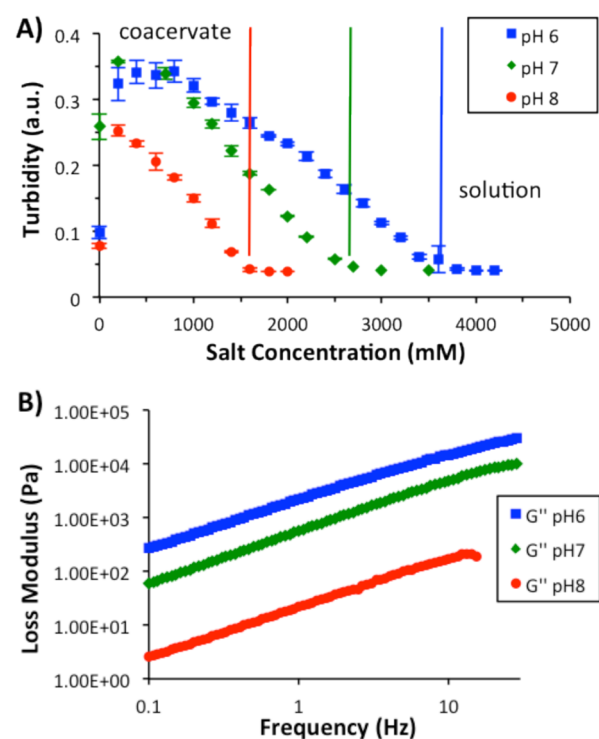 A)
coacervate
pH 6
pH 7
pH 8
solution
Turbidity (a.u.)
0.4
0.3
0.2
0.1
0
0 1000 2000 3000 4000 5000
Salt Concentration (mM)
B)
Loss Modulus (Pa)
1.00E+05
1.00E+04
1.00E+03
1.00E+02
1.00E+01
1.00E+00
G" pH6
G" pH7
G" pH8
0.1 1 10
Frequency (Hz)